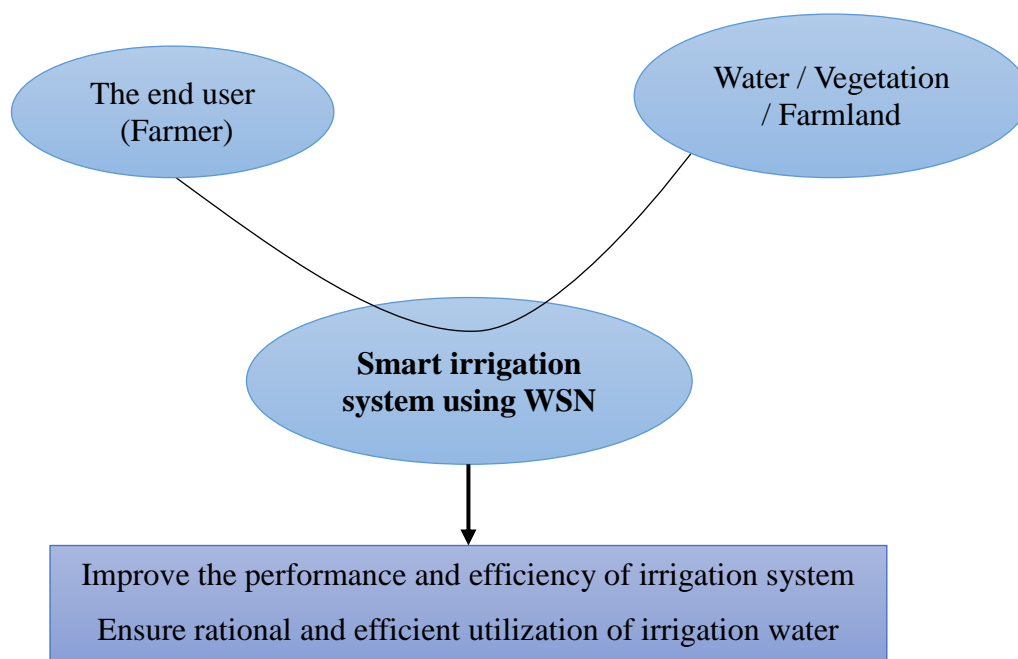 The end user
(Farmer)
Water / Vegetation
/ Farmland
Smart irrigation
system using WSN
Improve the performance and efficiency of irrigation system
Ensure rational and efficient utilization of irrigation water